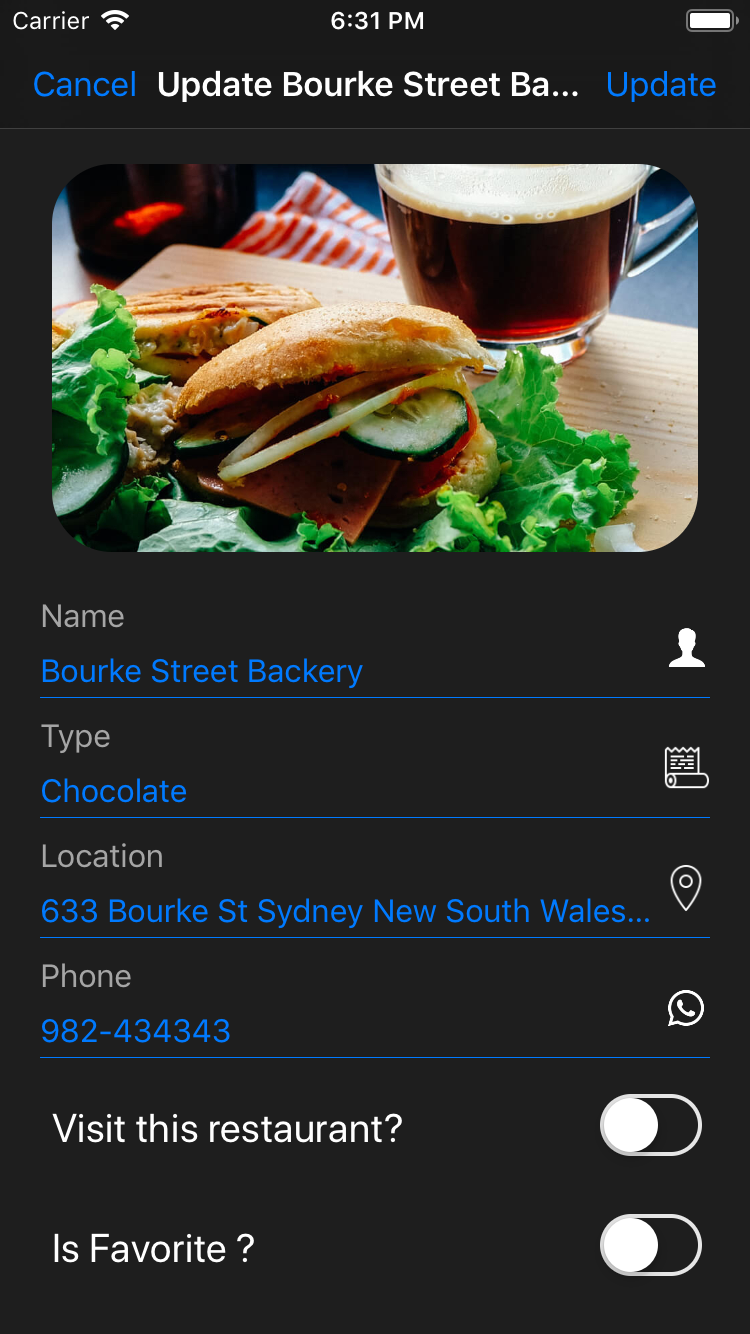 Carrier 6:31 PM
Cancel Update Bourke Street Ba... Update
Name
Bourke Street Backery
Type
Chocolate
Location
633 Bourke St Sydney New South Wales...
Phone
982-434343
Visit this restaurant?
Is Favorite ?